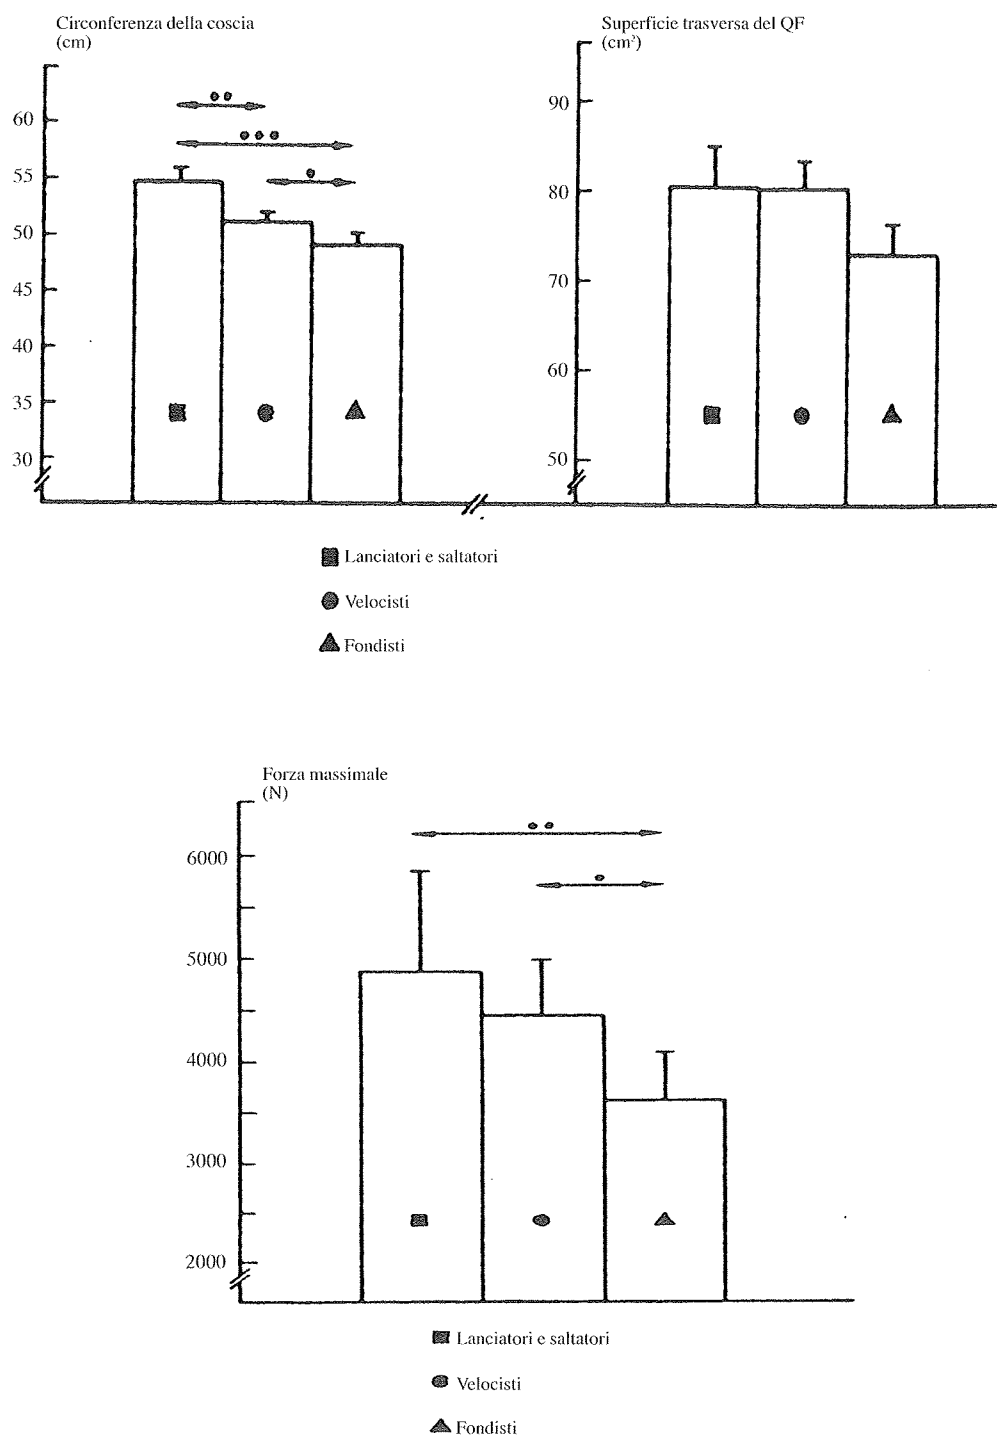 Circonferenza della coscia
(cm)
60
55
50
45
40
35
30
Superficie trasversa del QF
(cm²)
90
80
70
60
50
Lanciatori e saltatori
Velocisti
Fondisti
Forza massimale
(N)
6000
5000
4000
3000
2000
Lanciatori e saltatori
Velocisti
Fondisti